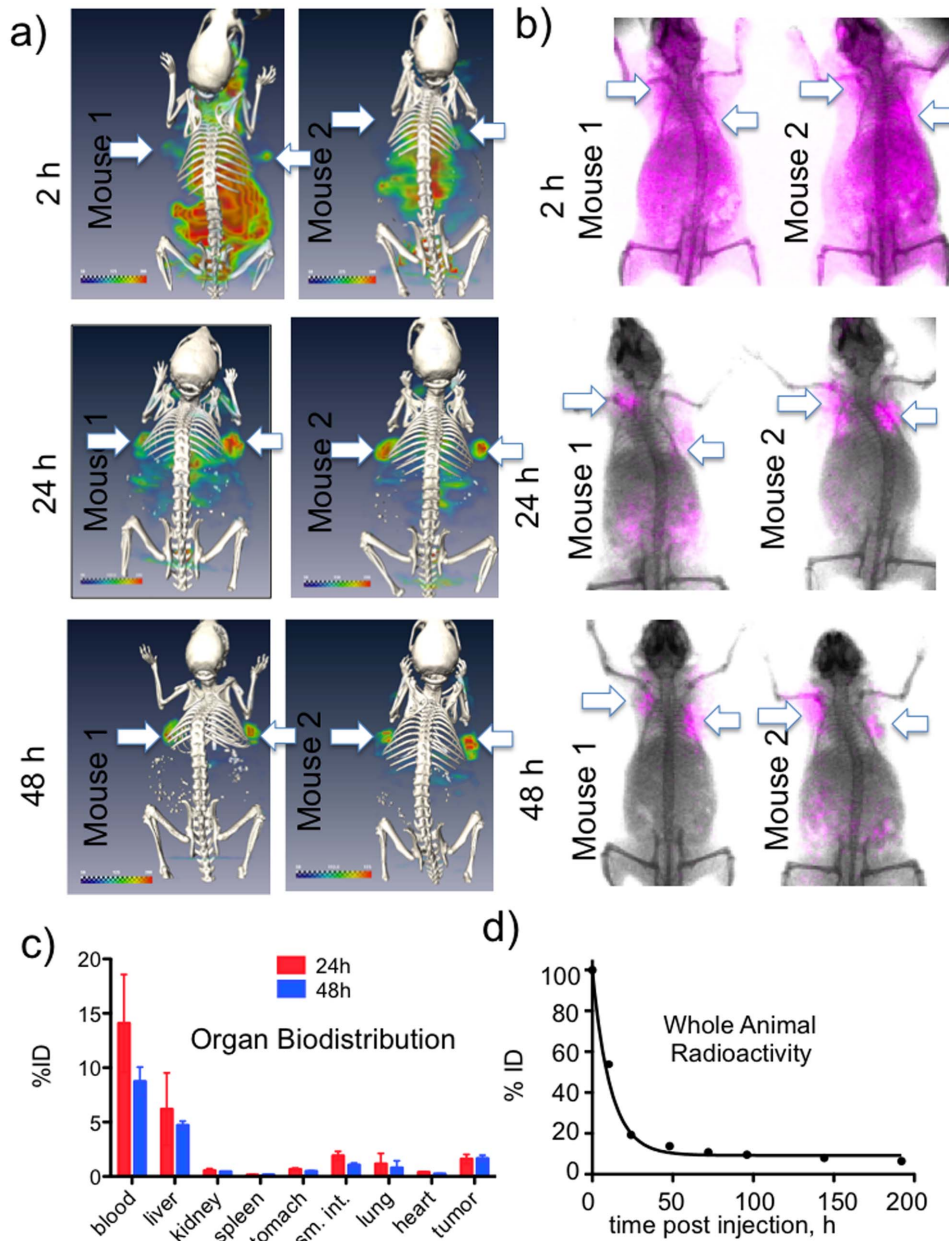 a)
b)
2 h
Mouse 1
Mouse 2
2 h
Mouse 1
Mouse 2
24 h
Mouse 1
Mouse 2
24 h
Mouse 1
Mouse 2
48 h
Mouse 1
Mouse 2
48 h
Mouse 1
Mouse 2
c)
20
15
10
5
0
%ID
24h
48h
Organ Biodistribution
blood
liver
kidney
spleen
tomach
sm. int.
lung
heart
tumor
d)
100
80
60
40
20
0
% ID
Whole Animal
Radioactivity
0
50
100
150
200
time post injection, h